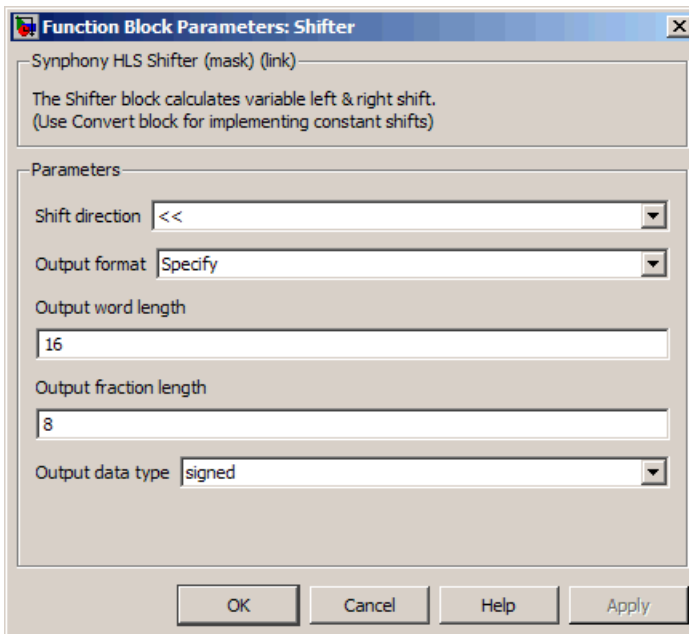 Function Block Parameters: Shifter
Synphony HLS Shifter (mask) (link)
The Shifter block calculates variable left & right shift.
(Use Convert block for implementing constant shifts)
Parameters
Shift direction <<
Output format Specify
Output word length
16
Output fraction length
8
Output data type signed
OK Cancel Help Apply